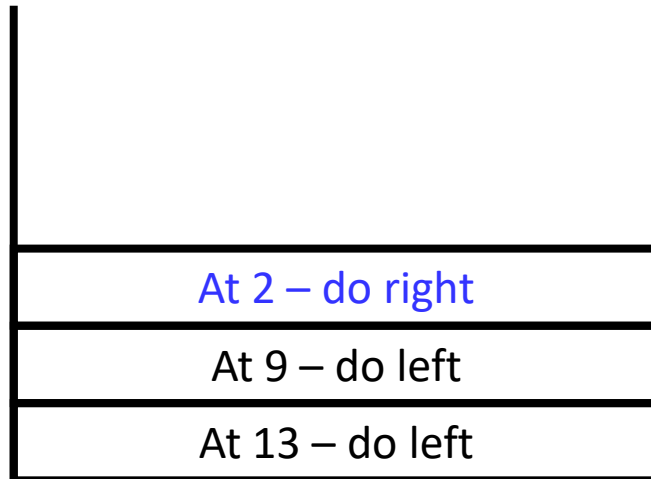 At 2 – do right
At 9 – do left
At 13 – do left